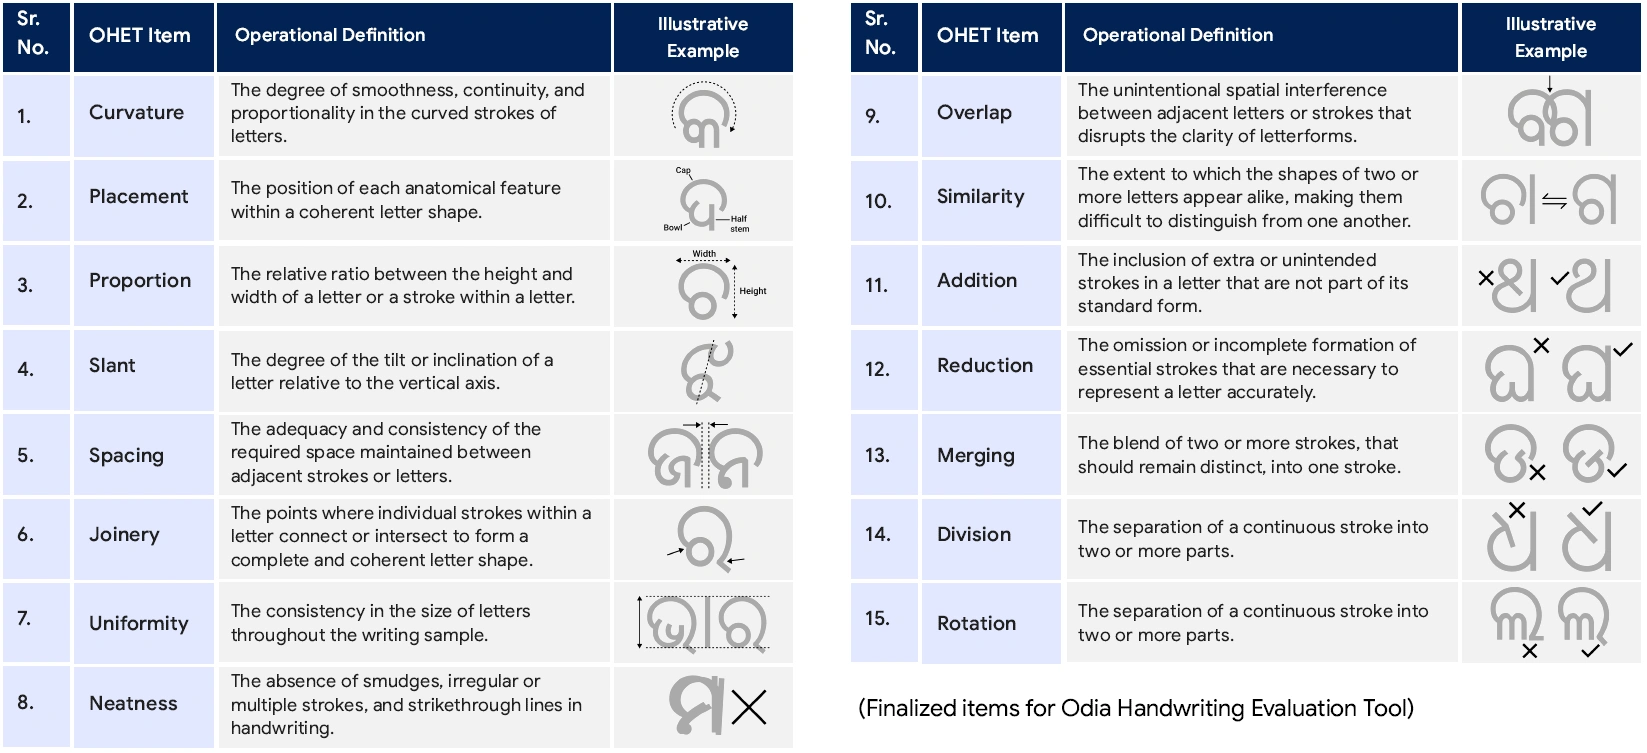 Sr. No.
OHET Item
Operational Definition
Illustrative Example
1.
Curvature
The degree of smoothness, continuity, and
proportionality in the curved strokes of
letters.
କ
2.
Placement
The position of each anatomical feature
within a coherent letter shape.
Cap
Bowl
Half
stem
3.
Proportion
The relative ratio between the height and
width of a letter or a stroke within a letter.
Width
Height
ଠ
4.
Slant
The degree of the tilt or inclination of a
letter relative to the vertical axis.
5.
Spacing
The adequacy and consistency of the
required space maintained between
adjacent strokes or letters.
ଜ ନ
6.
Joinery
The points where individual strokes within a
letter connect or intersect to form a
complete and coherent letter shape.
ର
7.
Uniformity
The consistency in the size of letters
throughout the writing sample.
8.
Neatness
The absence of smudges, irregular or
multiple strokes, and strikethrough lines in
handwriting.
ମ
Sr. No.
OHET Item
Operational Definition
Illustrative Example
9.
Overlap
The unintentional spatial interference
between adjacent letters or strokes that
disrupts the clarity of letterforms.
10.
Similarity
The extent to which the shapes of two or
more letters appear alike, making them
difficult to distinguish from one another.
11.
Addition
The inclusion of extra or unintended
strokes in a letter that are not part of its
standard form.
ଥ
12.
Reduction
The omission or incomplete formation of
essential strokes that are necessary to
represent a letter accurately.
ଘ
13.
Merging
The blend of two or more strokes, that
should remain distinct, into one stroke.
14.
Division
The separation of a continuous stroke into
two or more parts.
ଧ
15.
Rotation
The separation of a continuous stroke into
two or more parts.
(Finalized items for Odia Handwriting Evaluation Tool)